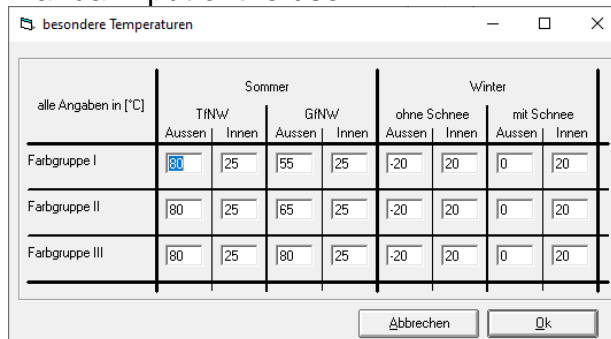 besondere Temperaturen
alle Angaben in [°C]
Sommer
Winter
TfNW
GfNW
ohne Schnee
mit Schnee
Aussen Innen Aussen Innen Aussen Innen Aussen Innen
Farbgruppe I 80 25 55 25 -20 20 0 20
Farbgruppe II 80 25 65 25 -20 20 0 20
Farbgruppe III 80 25 80 25 -20 20 0 20
Abbrechen
Ok